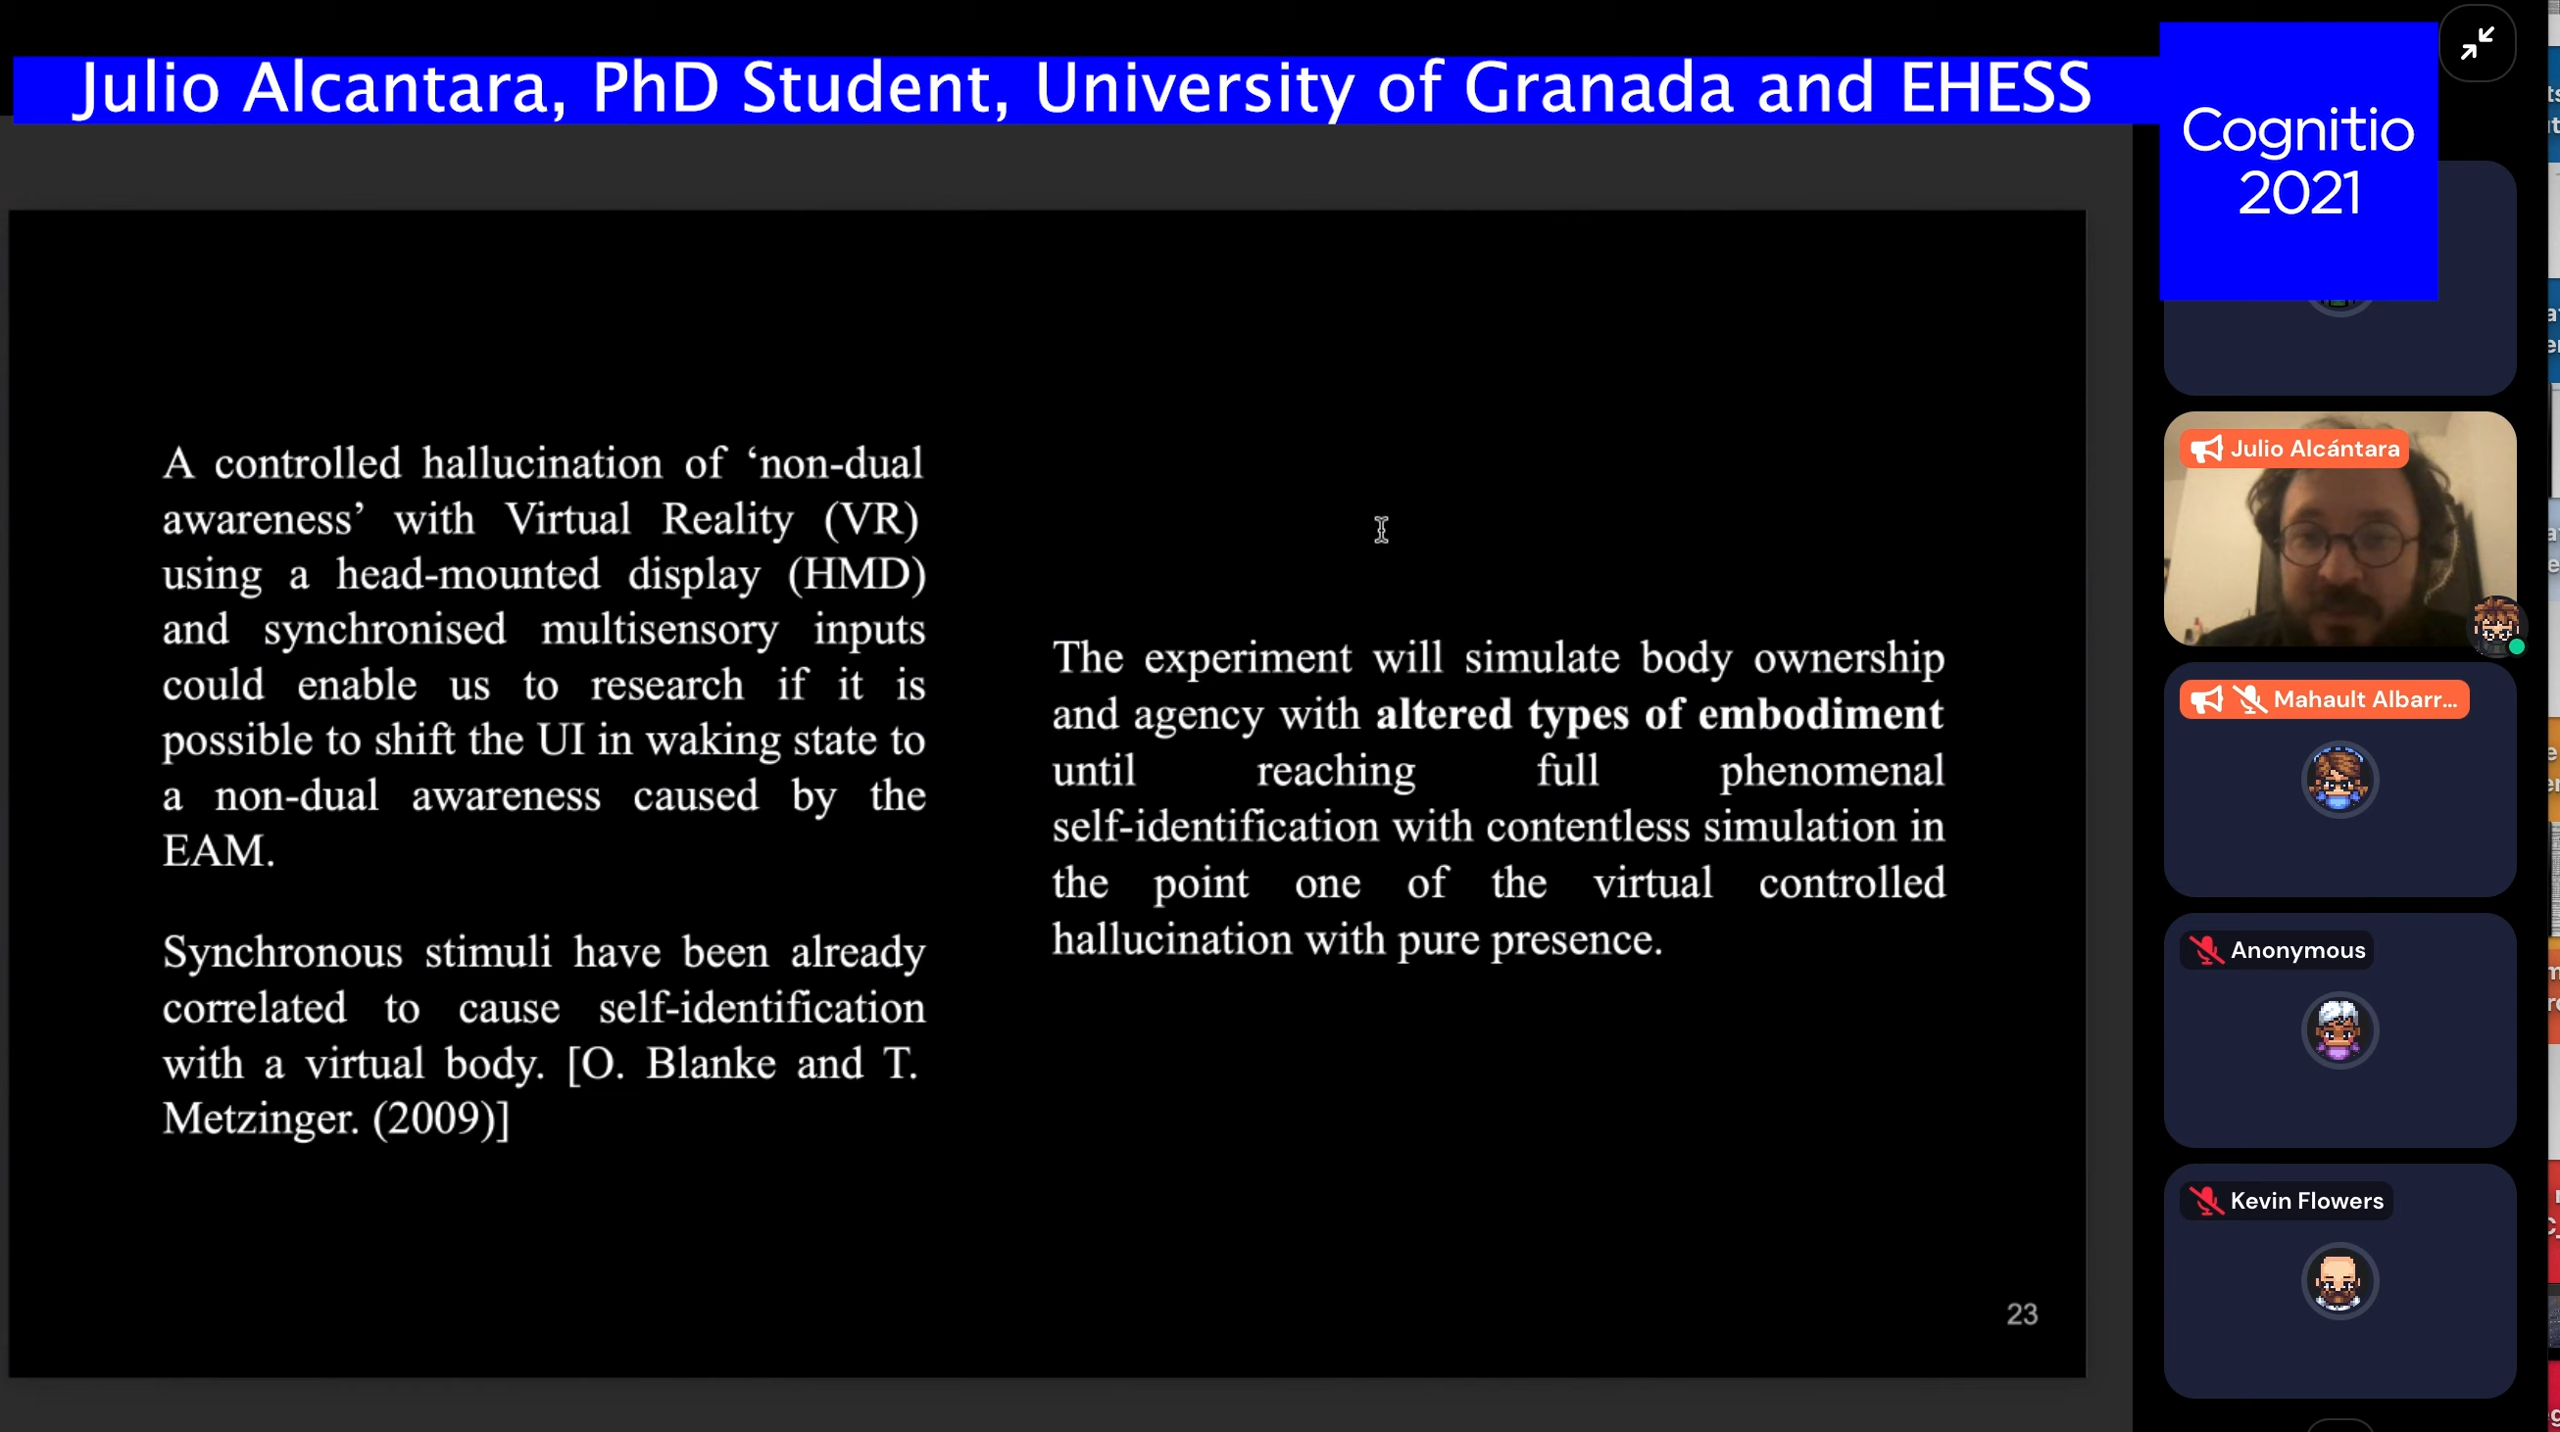 Julio Alcantara, PhD Student, University of Granada and EHESS
Cognitio
2021
A controlled hallucination of ‘non-dual
awareness’ with Virtual Reality (VR)
using a head-mounted display (HMD)
and synchronised multisensory inputs
could enable us to research if it is
possible to shift the UI in waking state to
a non-dual awareness caused by the
EAM.
Synchronous stimuli have been already
correlated to cause self-identification
with a virtual body. [O. Blanke and T.
Metzinger. (2009)]
The experiment will simulate body ownership
and agency with altered types of embodiment
until reaching full phenomenal
self-identification with contentless simulation in
the point one of the virtual controlled
hallucination with pure presence.
23
Julio Alcántara
Mahault Albarr...
Anonymous
Kevin Flowers